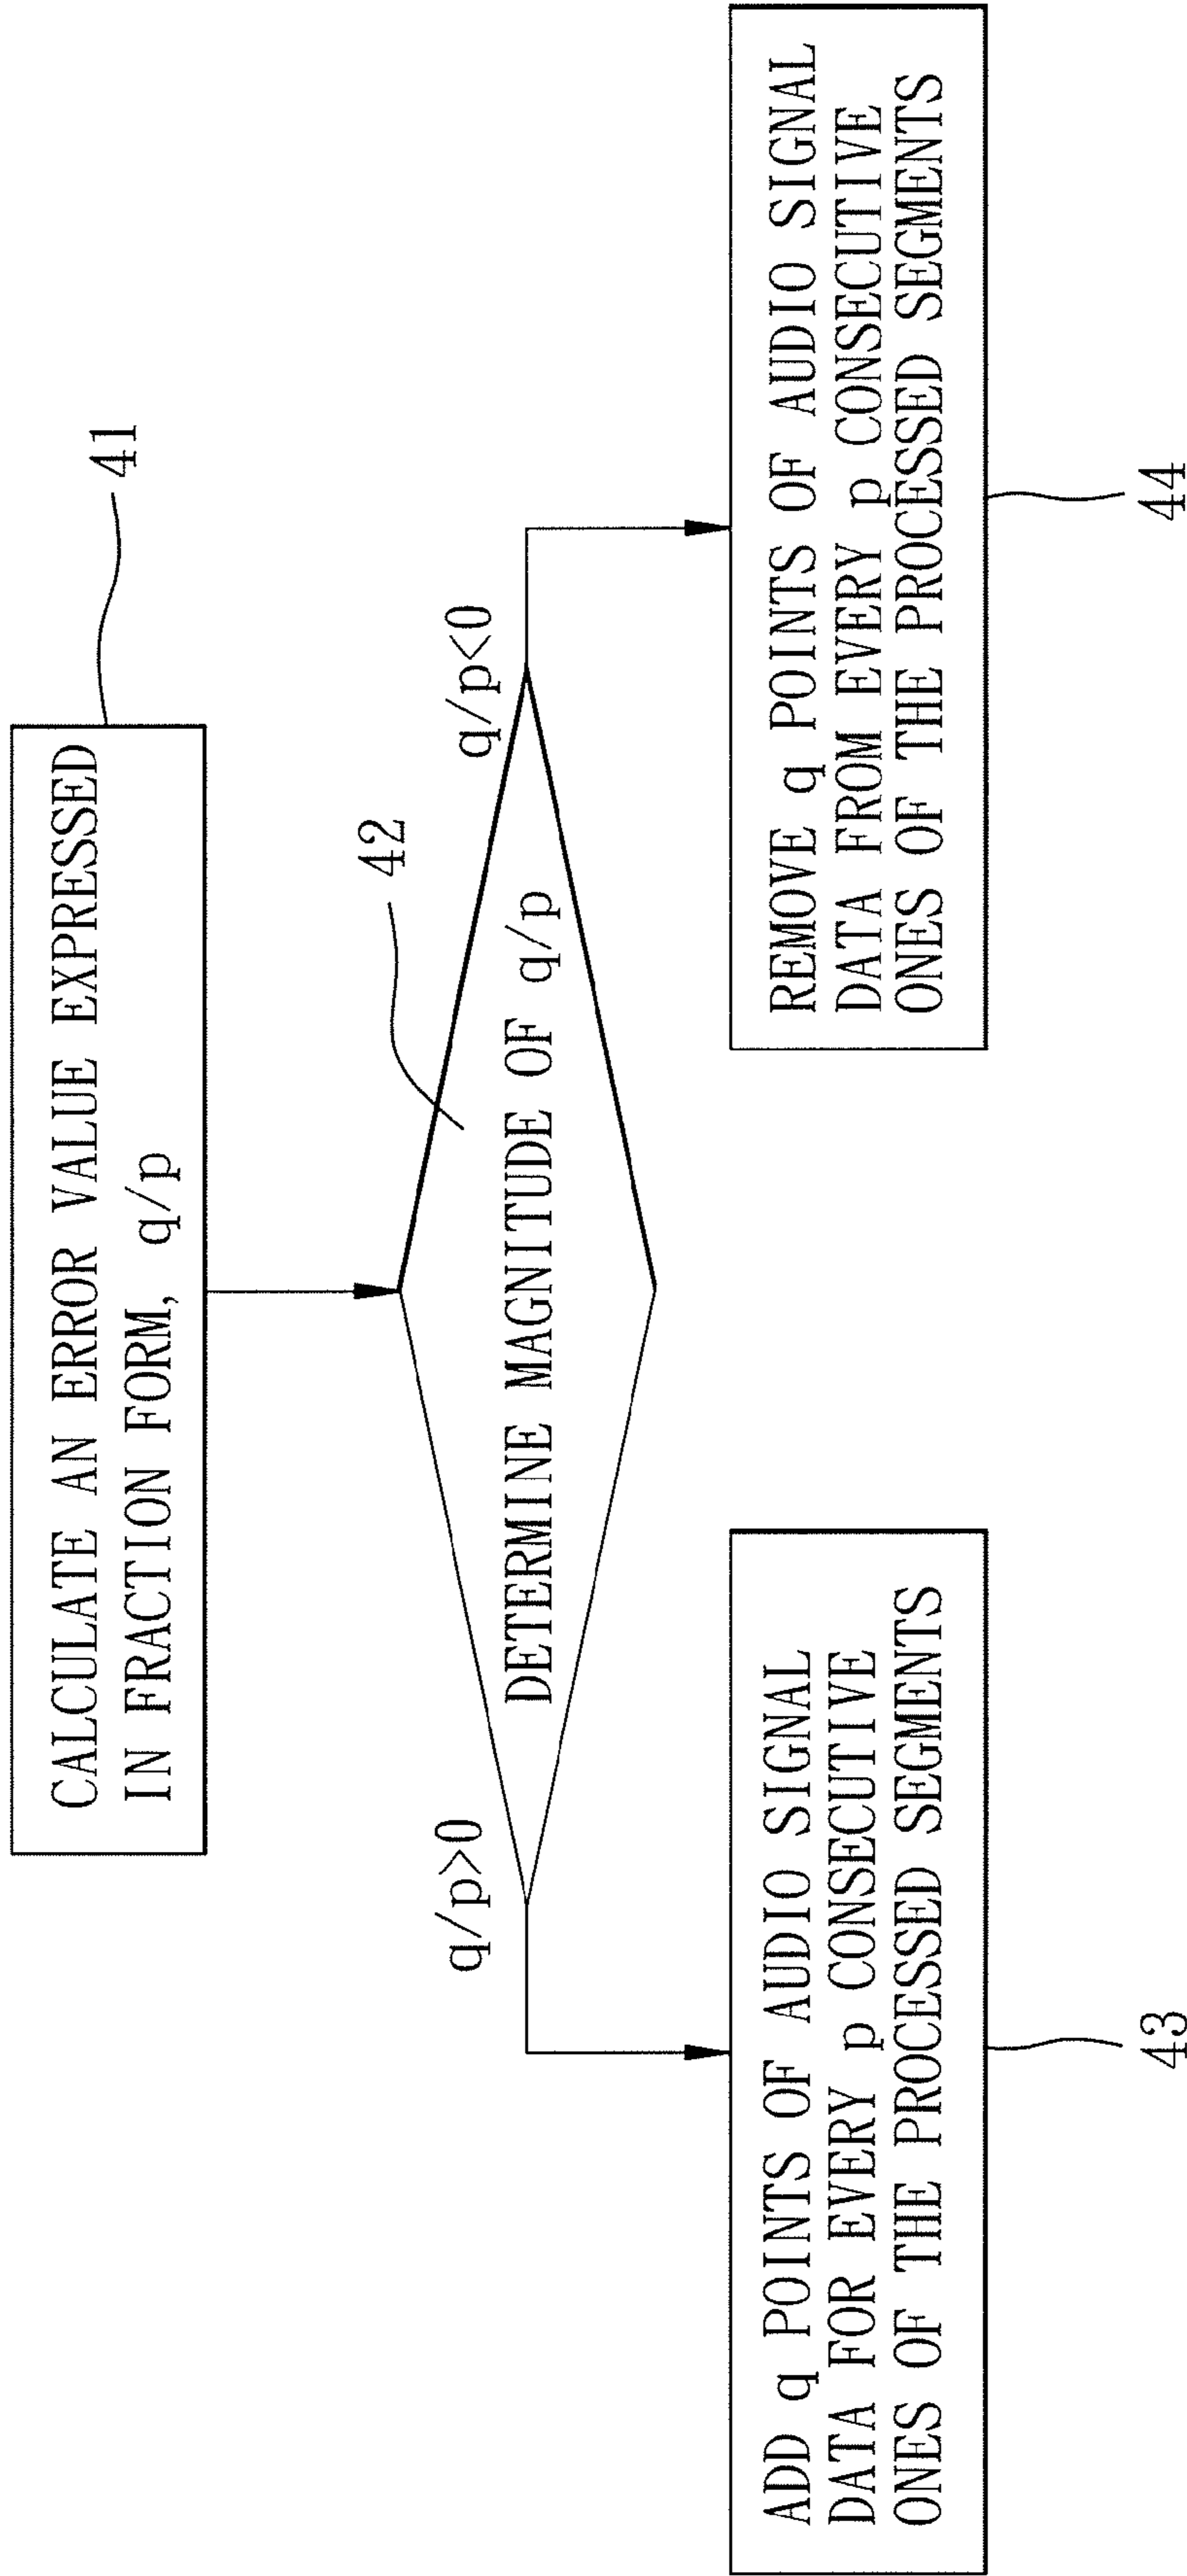 CALCULATE AN ERROR VALUE EXPRESSED
IN FRACTION FORM, q/p
41
42
DETERMINE MAGNITUDE OF q/p
q/p>0
q/p<0
ADD q POINTS OF AUDIO SIGNAL
DATA FOR EVERY p CONSECUTIVE
ONES OF THE PROCESSED SEGMENTS
43
REMOVE q POINTS OF AUDIO SIGNAL
DATA FROM EVERY p CONSECUTIVE
ONES OF THE PROCESSED SEGMENTS
44